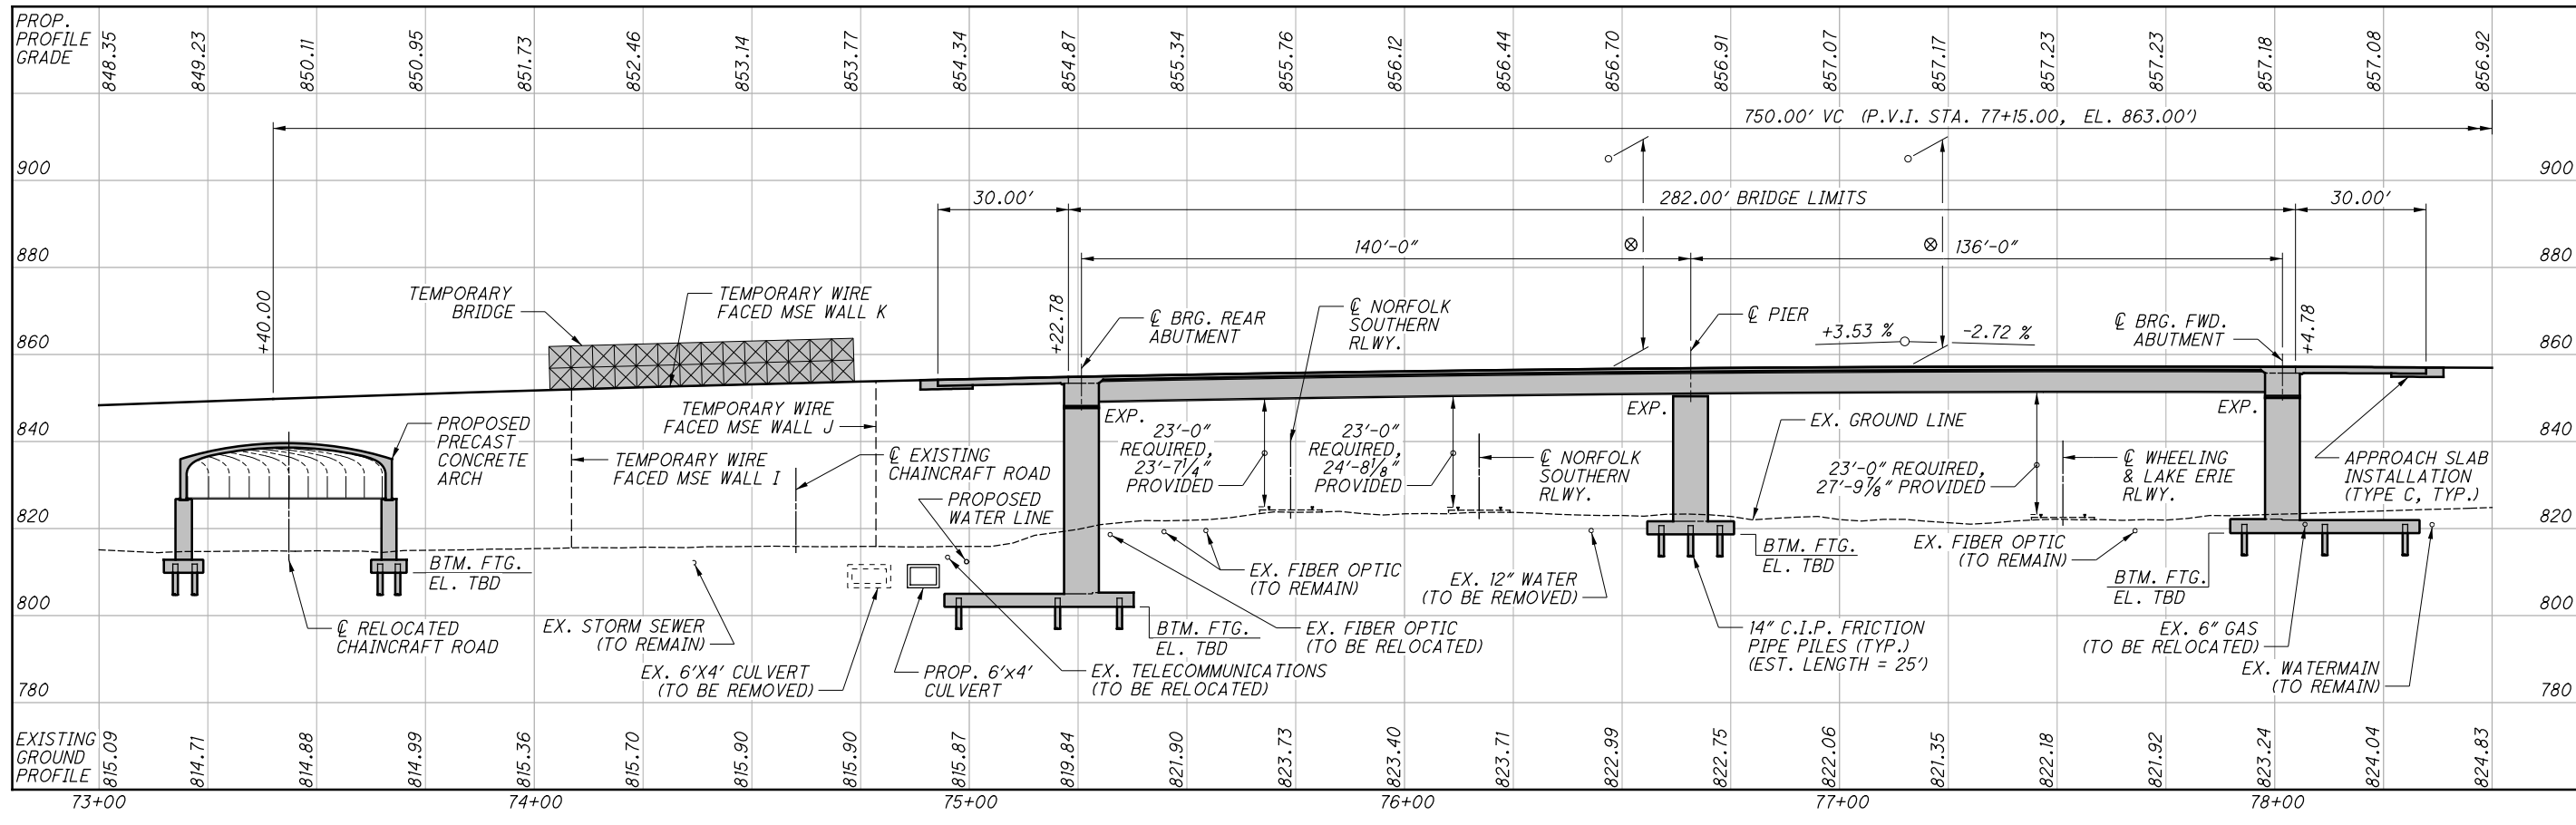 PROP.
PROFILE
GRADE
848.35 849.23 850.11 850.95 851.73 852.46 853.14 853.77 854.34 854.87 855.34 855.76 856.12 856.44 856.70 856.91 857.07 857.17 857.23 857.23 857.18 857.08 856.92
750.00' VC (P.V.I. STA. 77+15.00, EL. 863.00')
900 900
30.00' 282.00' BRIDGE LIMITS 30.00'
880 140'-0" ⊗ ⊗ 136'-0" 880
+40.00
TEMPORARY
BRIDGE
TEMPORARY WIRE
FACED MSE WALL K
+22.78
℄ BRG. REAR
ABUTMENT
℄ NORFOLK
SOUTHERN
RLWY.
℄ PIER
+3.53 % -2.72 %
℄ BRG. FWD.
ABUTMENT
+4.78
860 860
PROPOSED
PRECAST
CONCRETE
ARCH
TEMPORARY WIRE
FACED MSE WALL J
TEMPORARY WIRE
FACED MSE WALL I
℄ EXISTING
CHAINCRAFT ROAD
PROPOSED
WATER LINE
EXP.
23'-0"
REQUIRED,
23'-7¼"
PROVIDED
23'-0"
REQUIRED,
24'-8⅛"
PROVIDED
℄ NORFOLK
SOUTHERN
RLWY.
EXP.
EX. GROUND LINE
23'-0" REQUIRED,
27'-9⅞" PROVIDED
℄ WHEELING
& LAKE ERIE
RLWY.
EXP.
APPROACH SLAB
INSTALLATION
(TYPE C, TYP.)
840 840
820 820
BTM. FTG.
EL. TBD
EX. FIBER OPTIC
(TO REMAIN)
EX. 12" WATER
(TO BE REMOVED)
BTM. FTG.
EL. TBD
EX. FIBER OPTIC
(TO REMAIN)
BTM. FTG.
EL. TBD
800 800
℄ RELOCATED
CHAINCRAFT ROAD
EX. STORM SEWER
(TO REMAIN)
EX. 6'X4' CULVERT
(TO BE REMOVED)
PROP. 6'x4'
CULVERT
BTM. FTG.
EL. TBD
EX. TELECOMMUNICATIONS
(TO BE RELOCATED)
EX. FIBER OPTIC
(TO BE RELOCATED)
14" C.I.P. FRICTION
PIPE PILES (TYP.)
(EST. LENGTH = 25')
EX. 6" GAS
(TO BE RELOCATED)
EX. WATERMAIN
(TO REMAIN)
780 780
EXISTING
GROUND
PROFILE
815.09 814.71 814.88 814.99 815.36 815.70 815.90 815.90 815.87 819.84 821.90 823.73 823.40 823.71 822.99 822.75 822.06 821.35 822.18 821.92 823.24 824.04 824.83
73+00 74+00 75+00 76+00 77+00 78+00